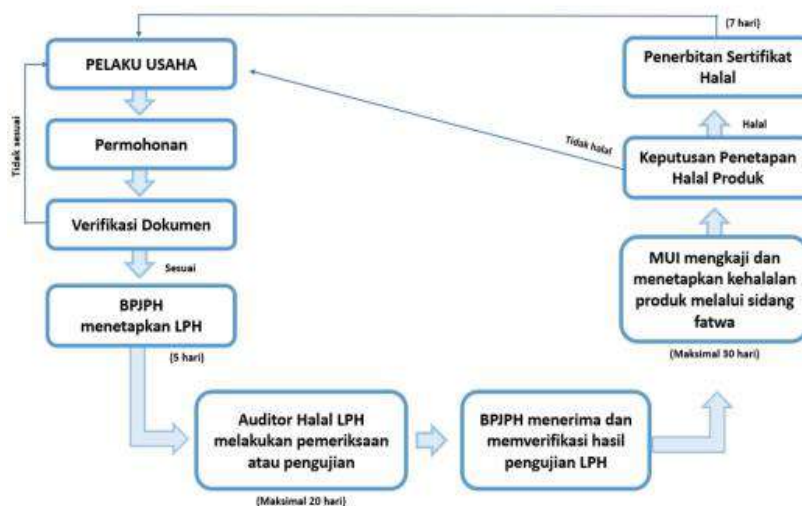 PELAKU USAHA
Permohonan
Verifikasi Dokumen
Tidak sesuai
Sesuai
BPJPH
menetapkan LPH
(5 hari)
Auditor Halal LPH
melakukan pemeriksaan
atau pengujian
(Maksimal 20 hari)
BPJPH menerima dan
memverifikasi hasil
pengujian LPH
MUI mengkaji dan
menetapkan kehalalan
produk melalui sidang
fatwa
(Maksimal 30 hari)
Keputusan Penetapan
Halal Produk
Tidak halal
Halal
Penerbitan Sertifikat
Halal
(7 hari)